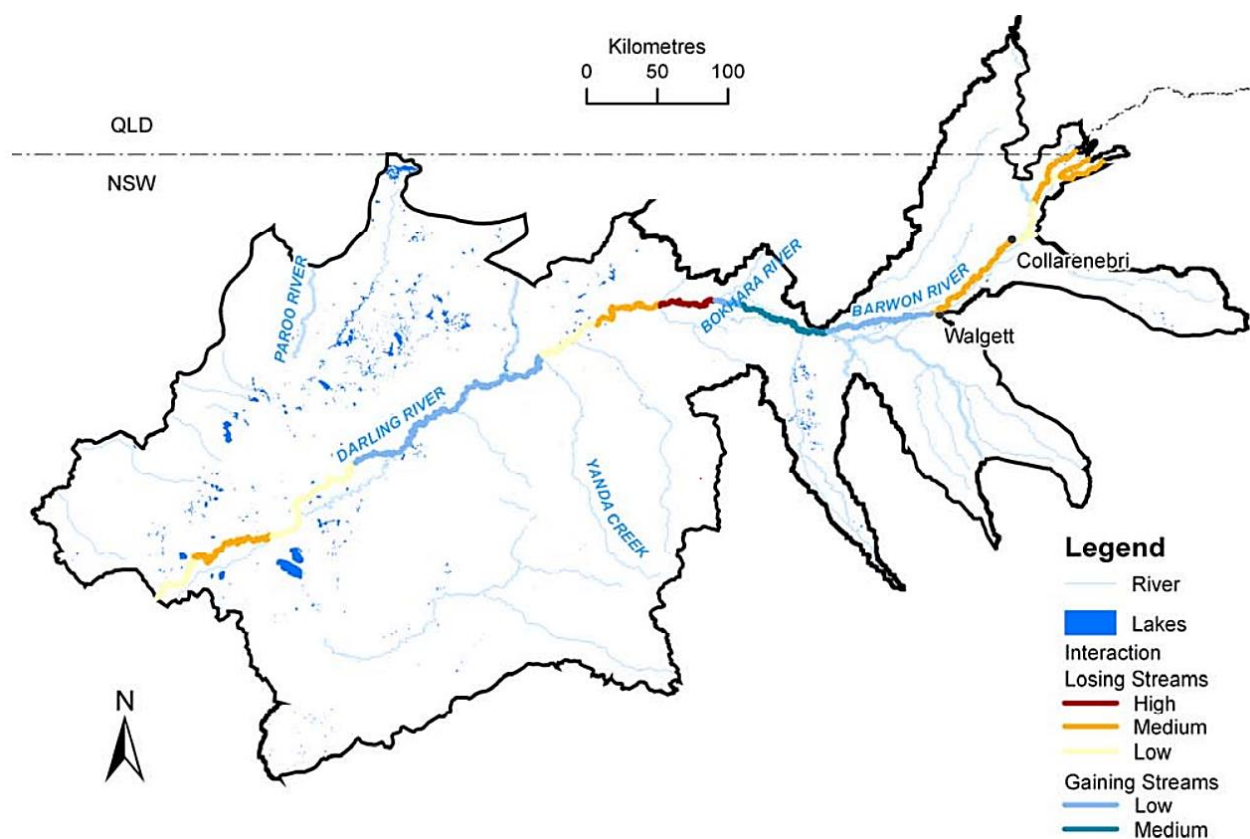 Kilometres
0 50 100
QLD
NSW
PAROO RIVER
BOKHARA RIVER
BARWON RIVER
Collarenebri
Walgett
DARLING RIVER
YANDA CREEK
N
Legend
River
Lakes
Interaction
Losing Streams
High
Medium
Low
Gaining Streams
Low
Medium